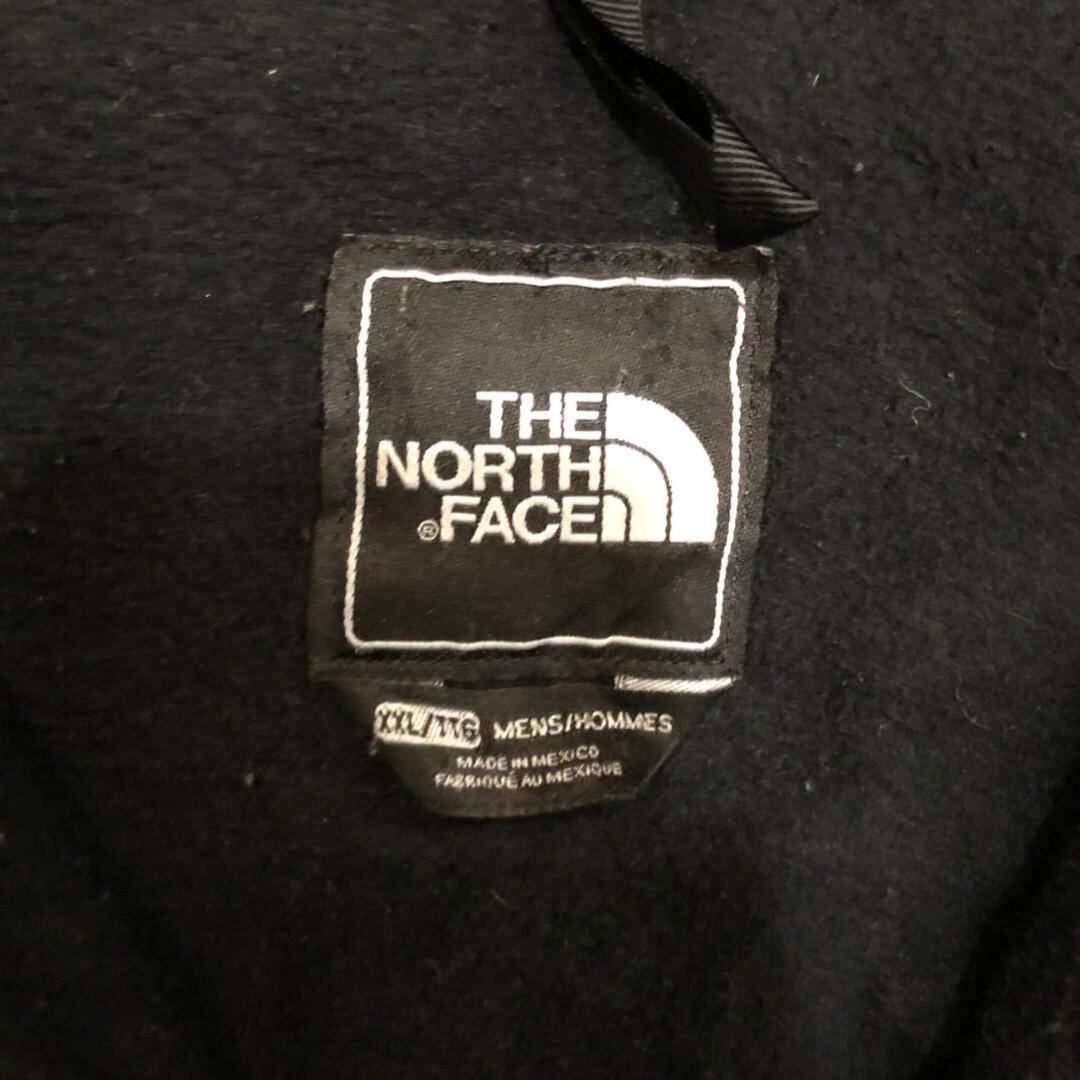 THE
NORTH
®FACE
XXL/TTG MENS/HOMMES
MADE IN MEXICO
FABRIQUÉ AU MEXIQUE